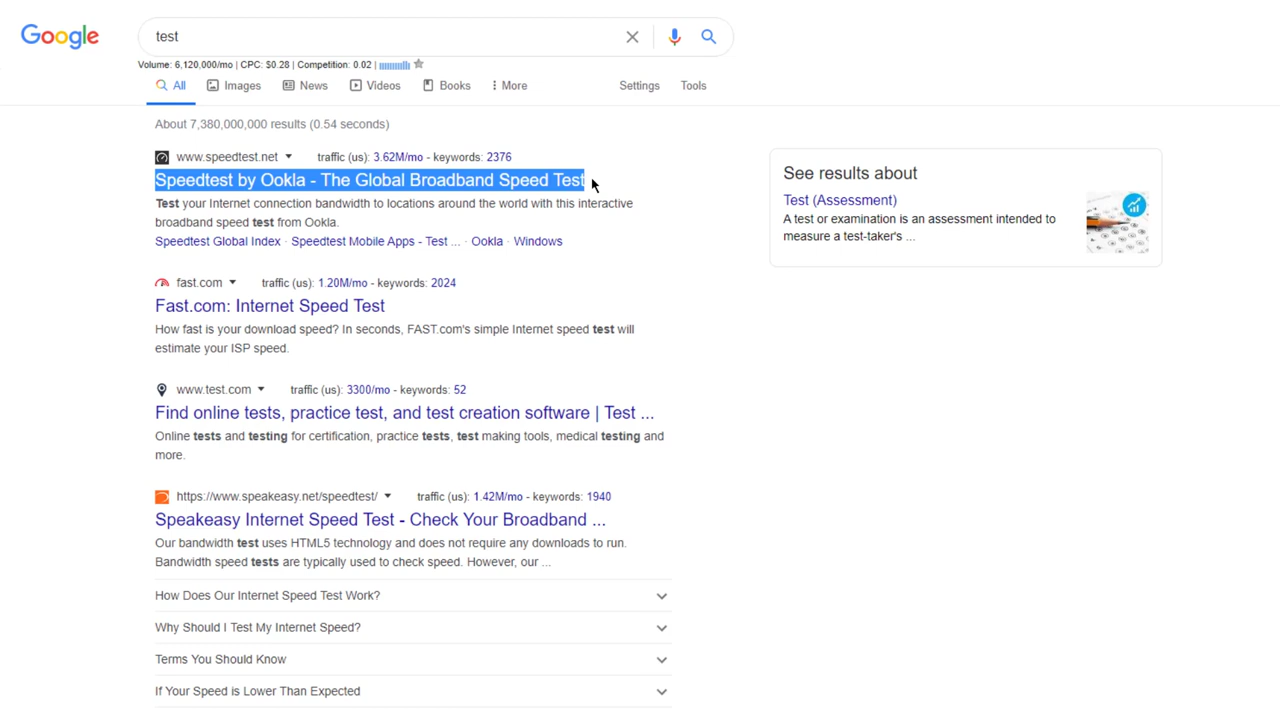 Google
test
Volume: 6,120,000/mo | CPC: $0.28 | Competition: 0.02 |
All Images News Videos Books More Settings Tools
About 7,380,000,000 results (0.54 seconds)
www.speedtest.net traffic (us): 3.62M/mo - keywords: 2376
Speedtest by Ookla - The Global Broadband Speed Test
Test your Internet connection bandwidth to locations around the world with this interactive
broadband speed test from Ookla.
Speedtest Global Index · Speedtest Mobile Apps - Test ... · Ookla · Windows
fast.com traffic (us): 1.20M/mo - keywords: 2024
Fast.com: Internet Speed Test
How fast is your download speed? In seconds, FAST.com's simple Internet speed test will
estimate your ISP speed.
www.test.com traffic (us): 3300/mo - keywords: 52
Find online tests, practice test, and test creation software | Test ...
Online tests and testing for certification, practice tests, test making tools, medical testing and
more.
https://www.speakeasy.net/speedtest/ traffic (us): 1.42M/mo - keywords: 1940
Speakeasy Internet Speed Test - Check Your Broadband ...
Our bandwidth test uses HTML5 technology and does not require any downloads to run.
Bandwidth speed tests are typically used to check speed. However, our ...
How Does Our Internet Speed Test Work?
Why Should I Test My Internet Speed?
Terms You Should Know
If Your Speed is Lower Than Expected
See results about
Test (Assessment)
A test or examination is an assessment intended to
measure a test-taker's ...